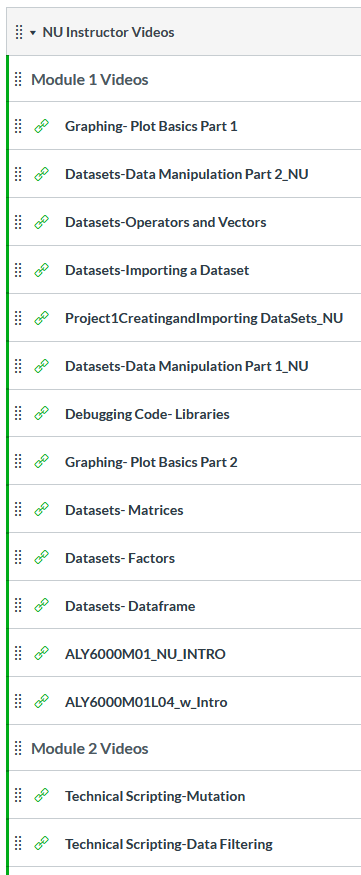 NU Instructor Videos
Module 1 Videos
Graphing- Plot Basics Part 1
Datasets-Data Manipulation Part 2_NU
Datasets-Operators and Vectors
Datasets-Importing a Dataset
Project1CreatingandImporting DataSets_NU
Datasets-Data Manipulation Part 1_NU
Debugging Code- Libraries
Graphing- Plot Basics Part 2
Datasets- Matrices
Datasets- Factors
Datasets- Dataframe
ALY6000M01_NU_INTRO
ALY6000M01L04_w_Intro
Module 2 Videos
Technical Scripting-Mutation
Technical Scripting-Data Filtering